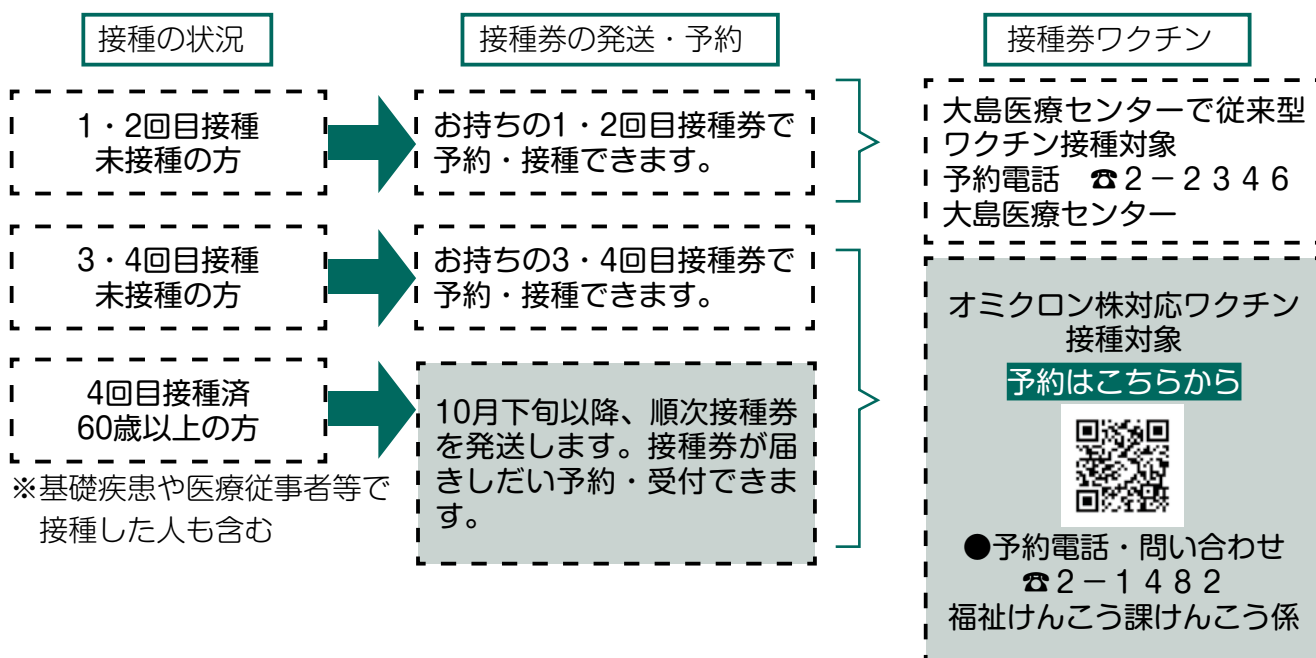 接種の状況
接種券の発送・予約
接種券ワクチン
1・2回目接種
未接種の方
お持ちの1・2回目接種券で
予約・接種できます。
大島医療センターで従来型
ワクチン接種対象
予約電話　☎２－２３４６
大島医療センター
3・4回目接種
未接種の方
お持ちの3・4回目接種券で
予約・接種できます。
4回目接種済
60歳以上の方
※基礎疾患や医療従事者等で
接種した人も含む
10月下旬以降、順次接種券
を発送します。接種券が届
きしだい予約・受付できま
す。
オミクロン株対応ワクチン
接種対象
予約はこちらから
●予約電話・問い合わせ
☎２－１４８２
福祉けんこう課けんこう係